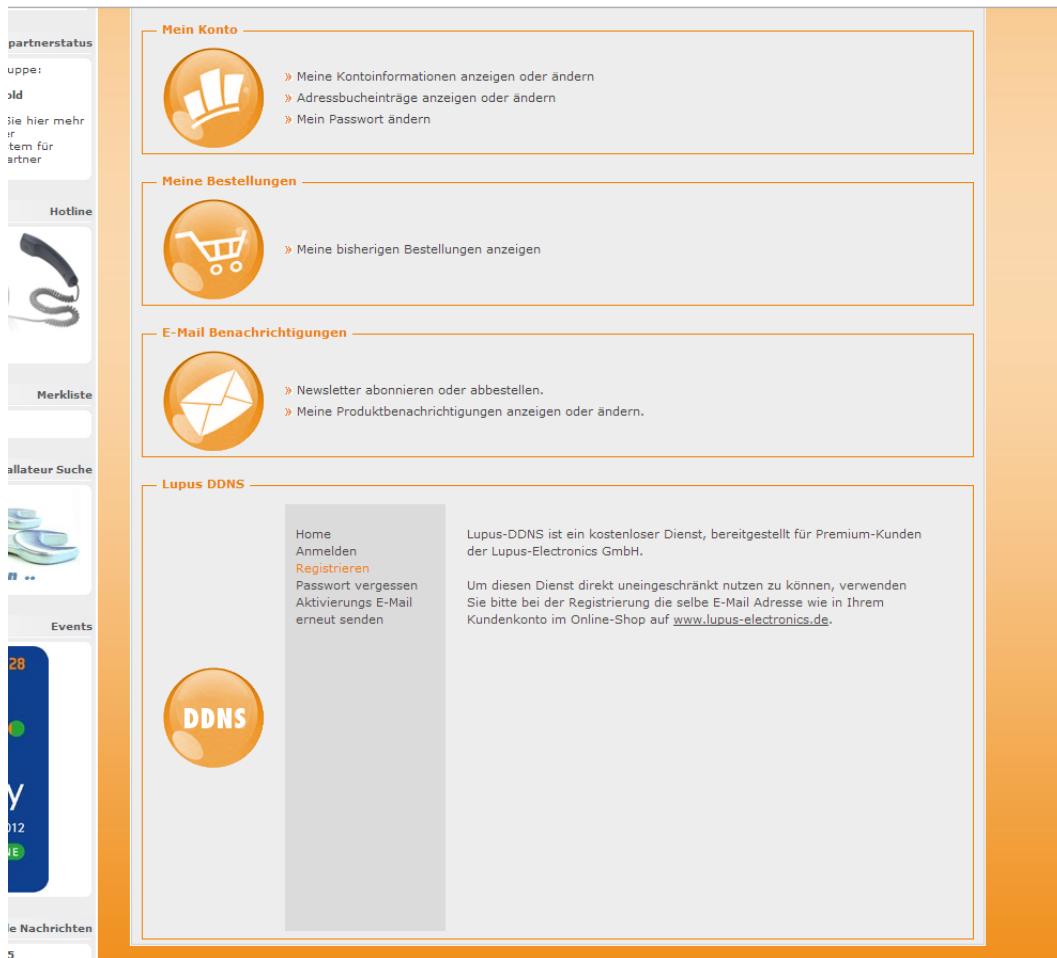 partnerstatus
uppe:
old
Sie hier mehr
er
tem für
artner
Hotline
Merkliste
allateur Suche
n ..
Events
28
y
012
NE
le Nachrichten
5
Mein Konto
» Meine Kontoinformationen anzeigen oder ändern
» Adressbucheinträge anzeigen oder ändern
» Mein Passwort ändern
Meine Bestellungen
» Meine bisherigen Bestellungen anzeigen
E-Mail Benachrichtigungen
» Newsletter abonnieren oder abbestellen.
» Meine Produktbenachrichtigungen anzeigen oder ändern.
Lupus DDNS
DDNS
Home
Anmelden
Registrieren
Passwort vergessen
Aktivierungs E-Mail
erneut senden
Lupus-DDNS ist ein kostenloser Dienst, bereitgestellt für Premium-Kunden
der Lupus-Electronics GmbH.
Um diesen Dienst direkt uneingeschränkt nutzen zu können, verwenden
Sie bitte bei der Registrierung die selbe E-Mail Adresse wie in Ihrem
Kundenkonto im Online-Shop auf www.lupus-electronics.de.